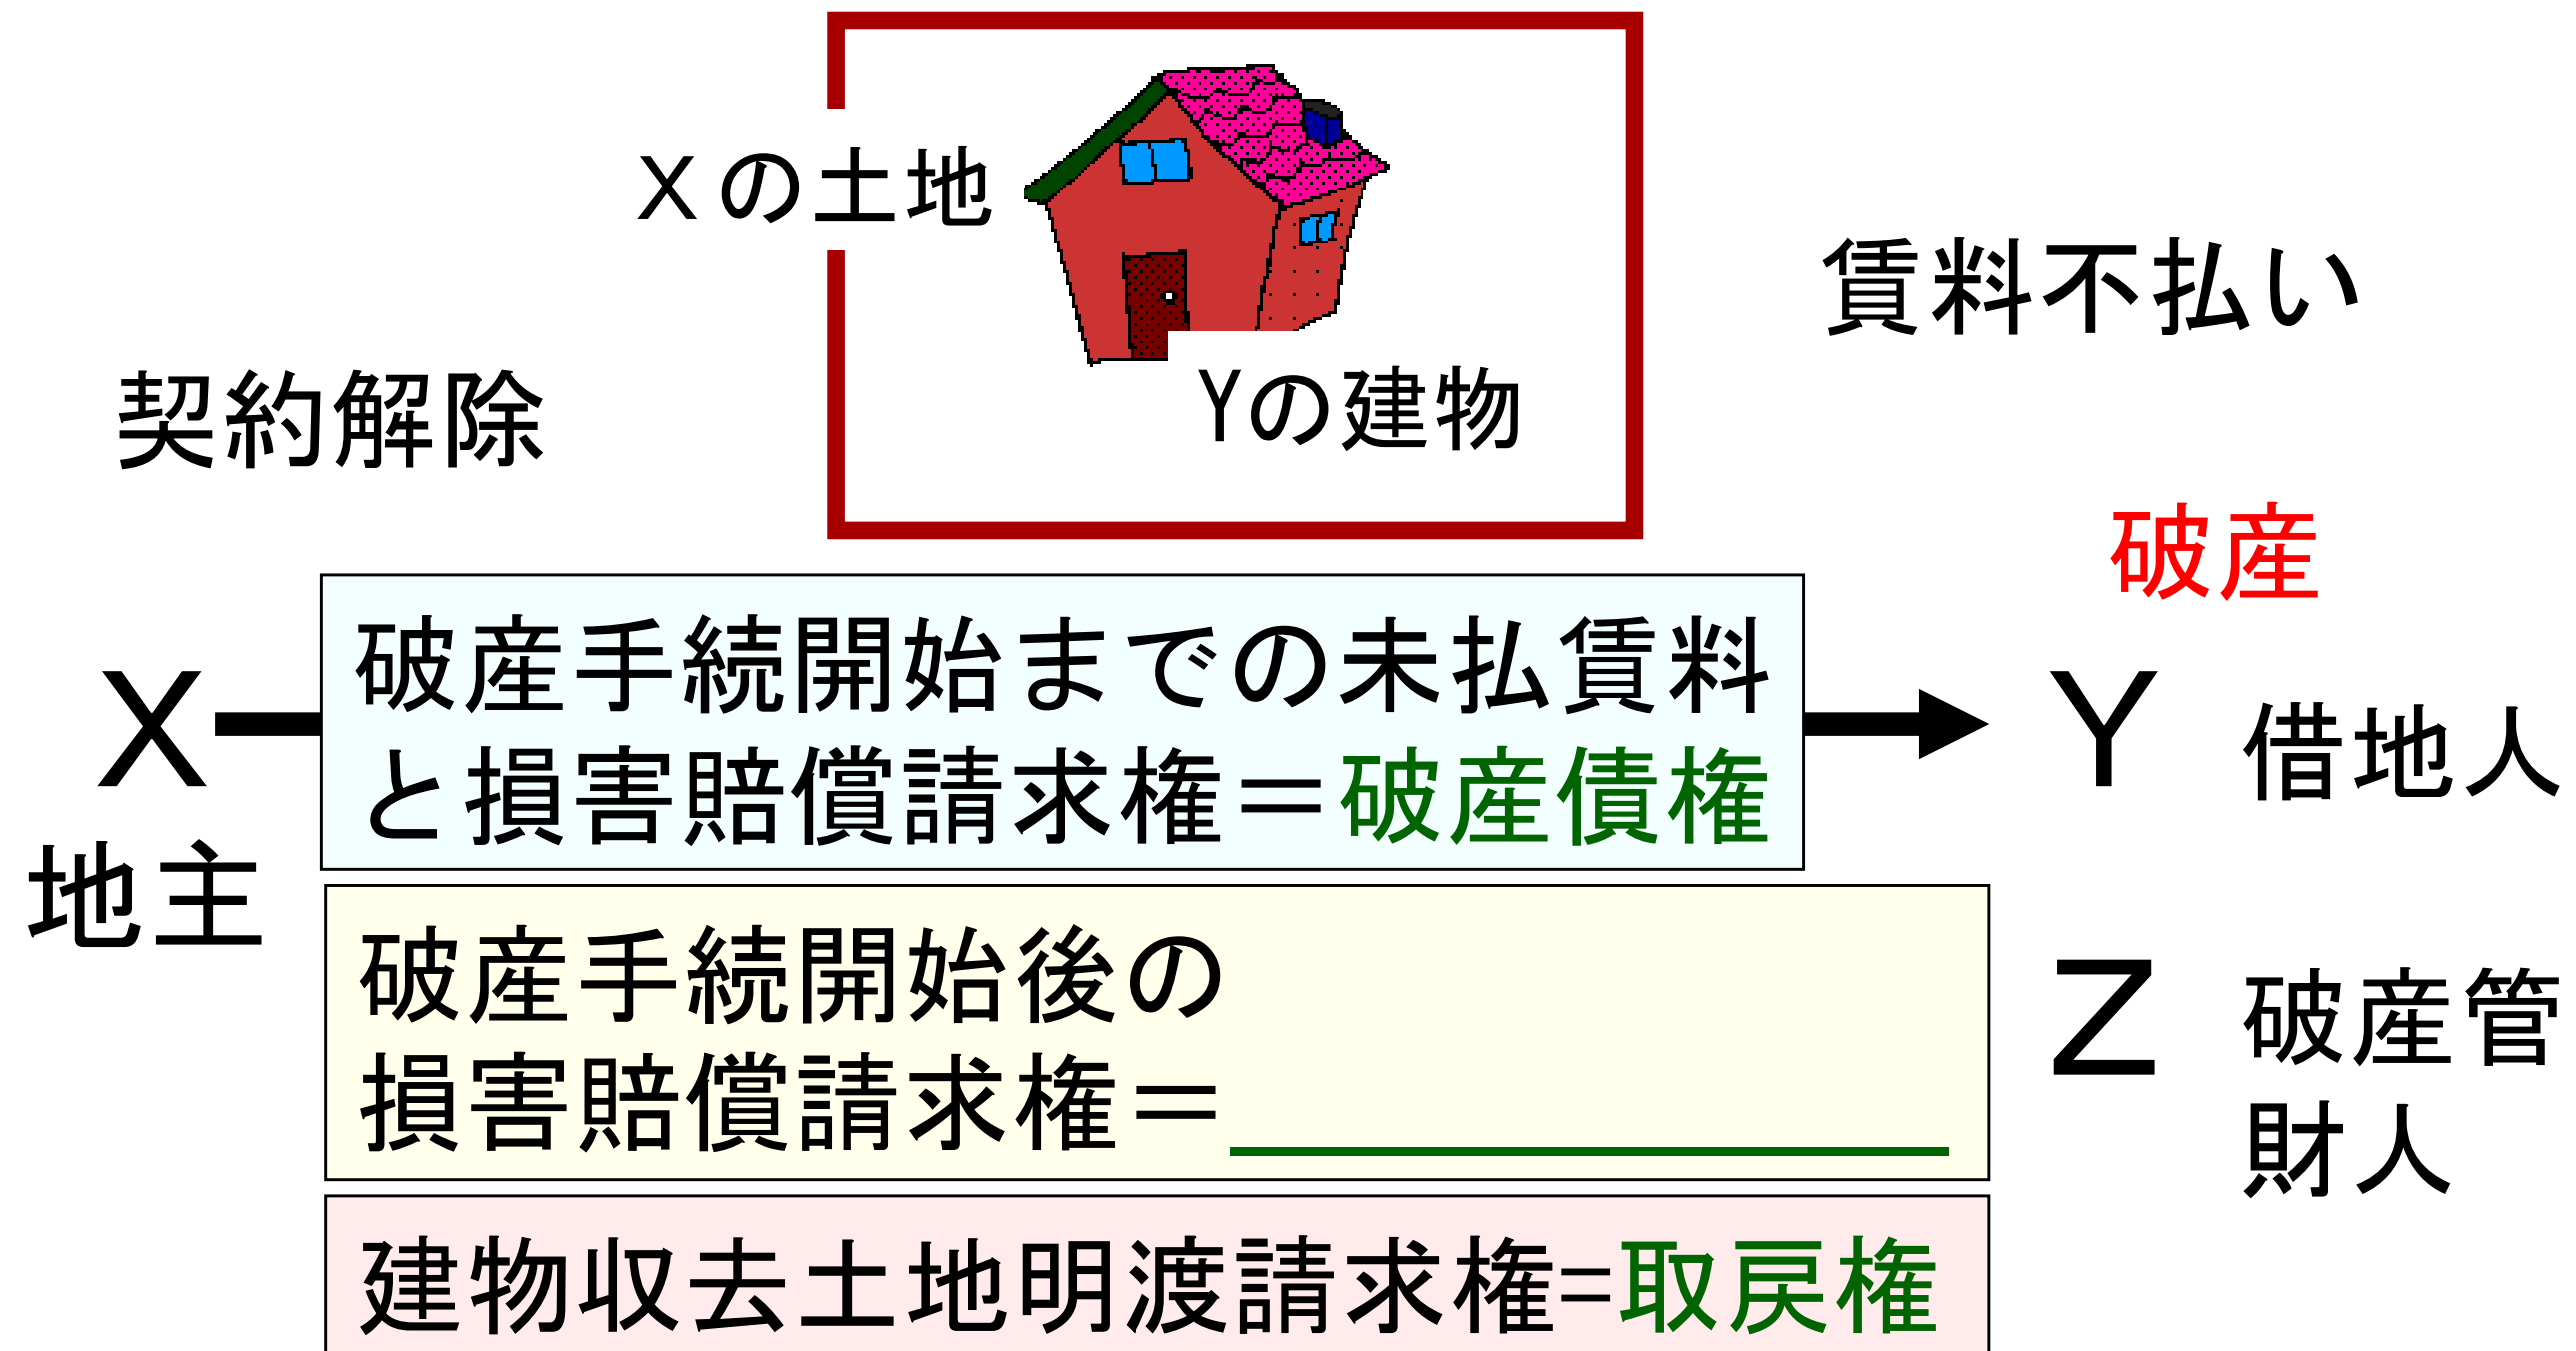 Xの土地
Yの建物
賃料不払い
契約解除
破産
破産手続開始までの未払賃料
と損害賠償請求権＝破産債権
X
地主
Y 借地人
破産手続開始後の
損害賠償請求権＝
Z 破産管
財人
建物収去土地明渡請求権=取戻権